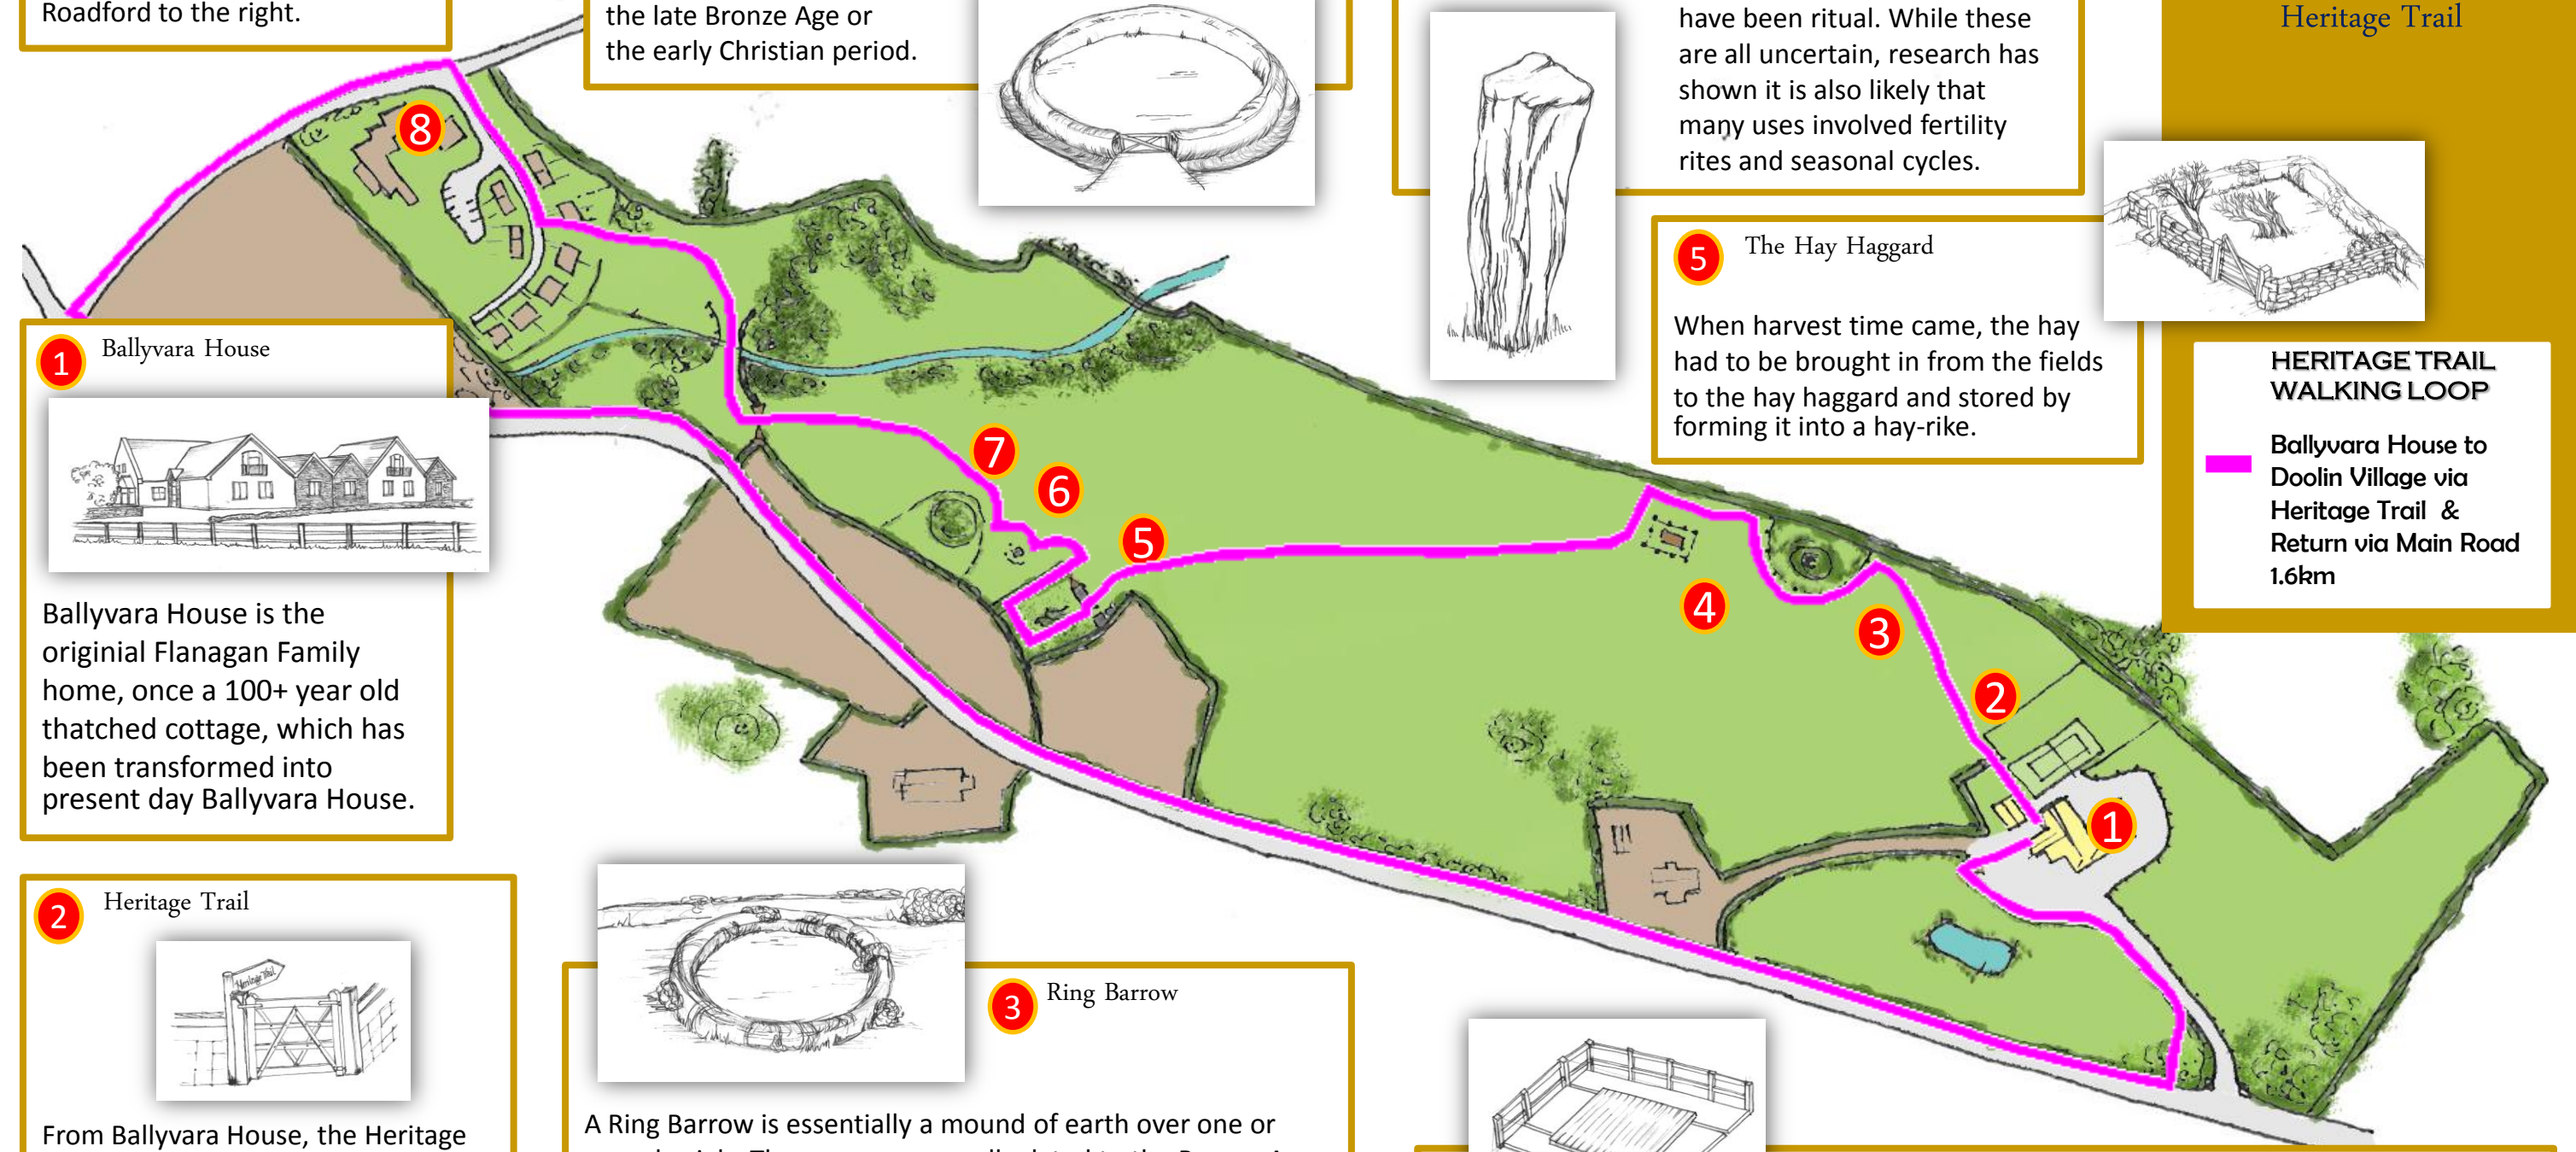 Roadford to the right.
the late Bronze Age or
the early Christian period.
have been ritual. While these
are all uncertain, research has
shown it is also likely that
many uses involved fertility
rites and seasonal cycles.
Heritage Trail
5 The Hay Haggard
When harvest time came, the hay
had to be brought in from the fields
to the hay haggard and stored by
forming it into a hay-rike.
HERITAGE TRAIL
WALKING LOOP
Ballyvara House to
Doolin Village via
Heritage Trail &
Return via Main Road
1.6km
8
7
6
5
4
3
2
1
1 Ballyvara House
Ballyvara House is the
originial Flanagan Family
home, once a 100+ year old
thatched cottage, which has
been transformed into
present day Ballyvara House.
2 Heritage Trail
Heritage Trail
From Ballyvara House, the Heritage
3 Ring Barrow
A Ring Barrow is essentially a mound of earth over one or